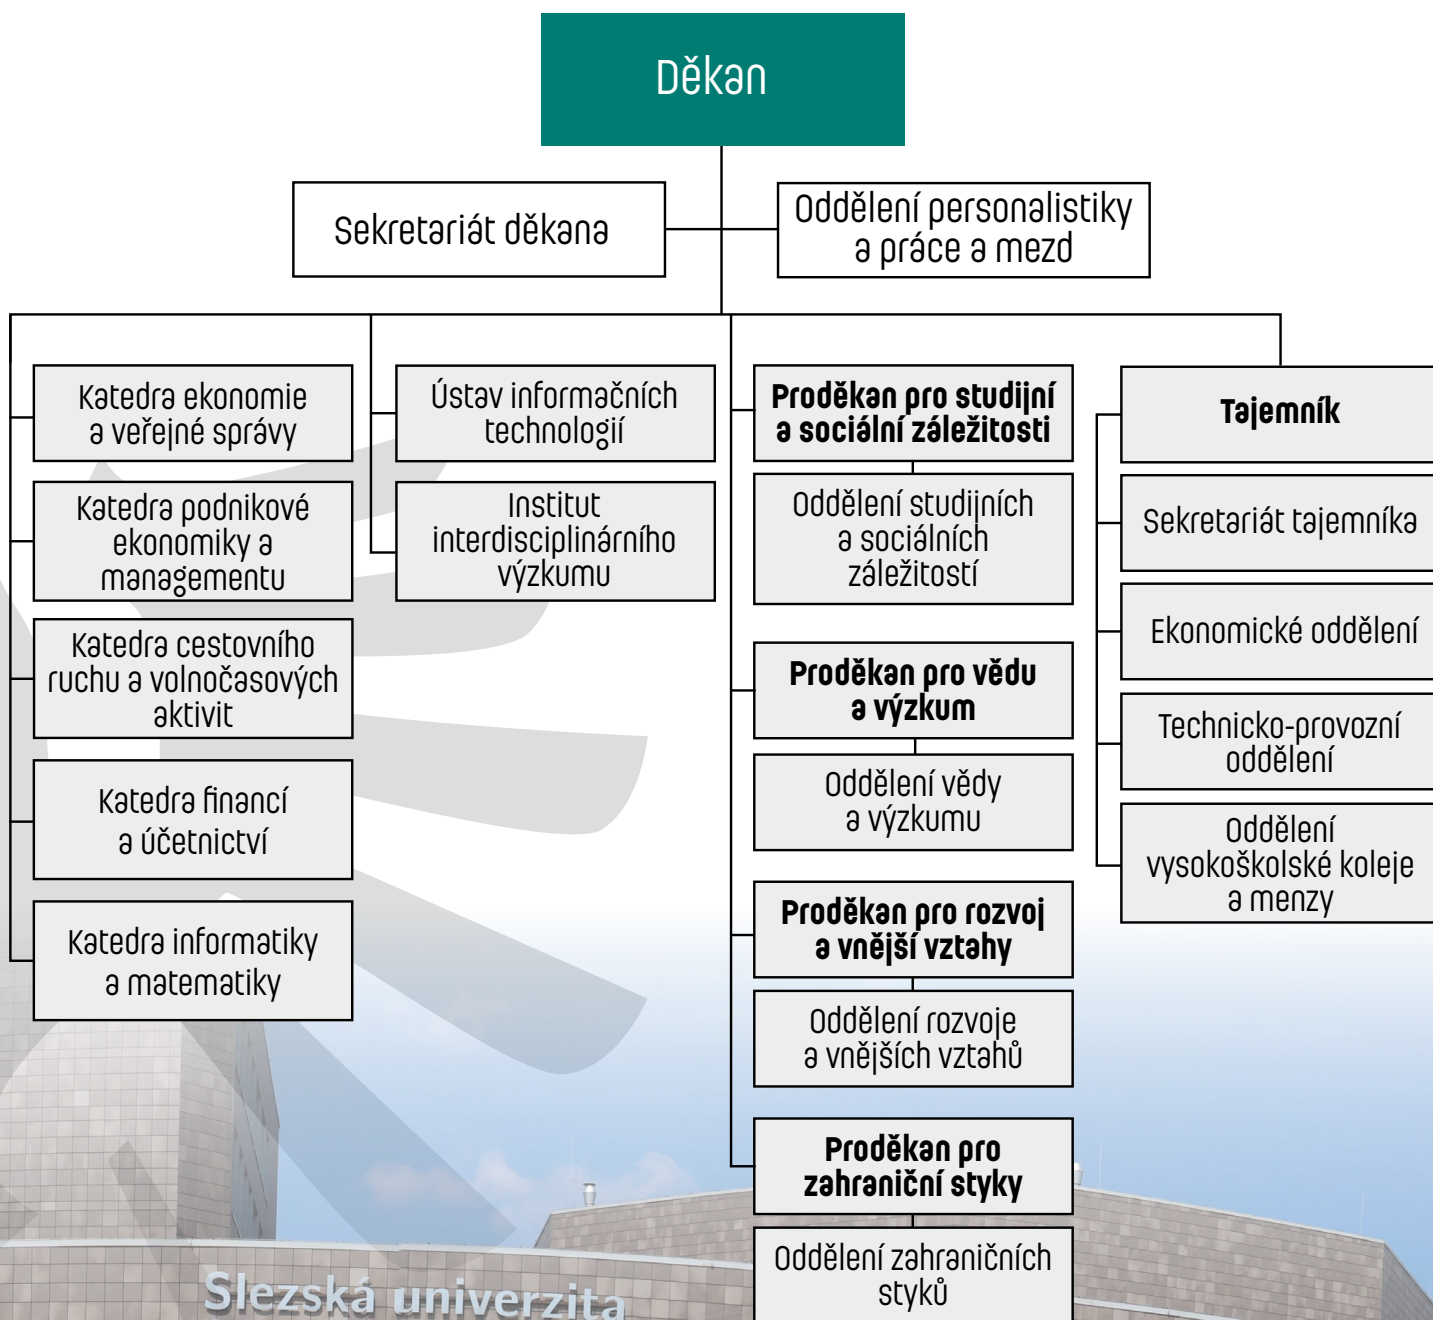 Děkan
Sekretariát děkana
Oddělení personalistiky
a práce a mezd
Katedra ekonomie
a veřejné správy
Katedra podnikové
ekonomiky a
managementu
Katedra cestovního
ruchu a volnočasových
aktivit
Katedra financí
a účetnictví
Katedra informatiky
a matematiky
Ústav informačních
technologií
Institut
interdisciplinárního
výzkumu
Proděkan pro studijní
a sociální záležitosti
Oddělení studijních
a sociálních
záležitostí
Proděkan pro vědu
a výzkum
Oddělení vědy
a výzkumu
Proděkan pro rozvoj
a vnější vztahy
Oddělení rozvoje
a vnějších vztahů
Proděkan pro
zahraniční styky
Oddělení zahraničních
styků
Tajemník
Sekretariát tajemníka
Ekonomické oddělení
Technicko-provozní
oddělení
Oddělení
vysokoškolské koleje
a menzy
Slezská univerzita